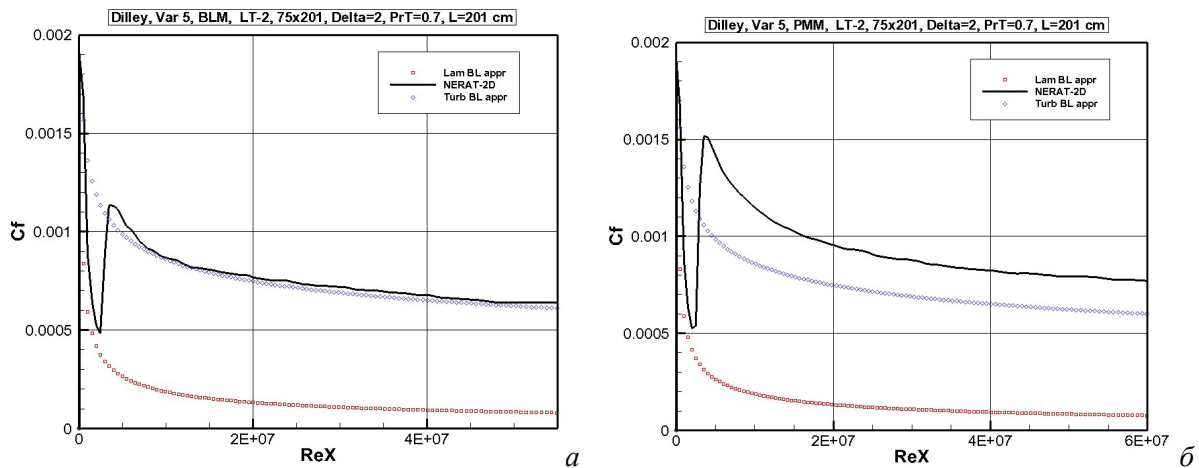 Dilley, Var 5, BLM, LT-2, 75x201, Delta=2, PrT=0.7, L=201 cm
0.002
0.0015
0.001
0.0005
0
Cf
Lam BL appr
NERAT-2D
Turb BL appr
0
2E+07
4E+07
ReX
а
Dilley, Var 5, PMM, LT-2, 75x201, Delta=2, PrT=0.7, L=201 cm
0.002
0.0015
0.001
0.0005
0
Cf
Lam BL appr
NERAT-2D
Turb BL appr
0
2E+07
4E+07
6E+07
ReX
б